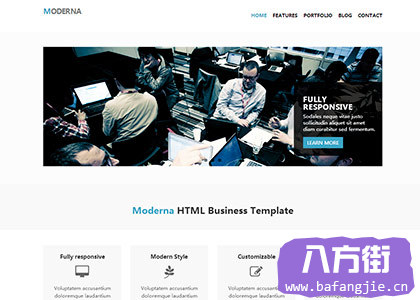 MODERNA
HOME FEATURES PORTFOLIO BLOG CONTACT
FULLY
RESPONSIVE
Sodales neque vitae justo
sollicitudin aliquet sit amet
diam curabitur sed fermentum.
LEARN MORE
Moderna HTML Business Template
Fully responsive Modern Style Customizable
Voluptatem accusantium
doloremque laudantium
Voluptatem accusantium
doloremque laudantium
Voluptatem accusantium
doloremque laudantium
八方街
www.bafangjie.cn